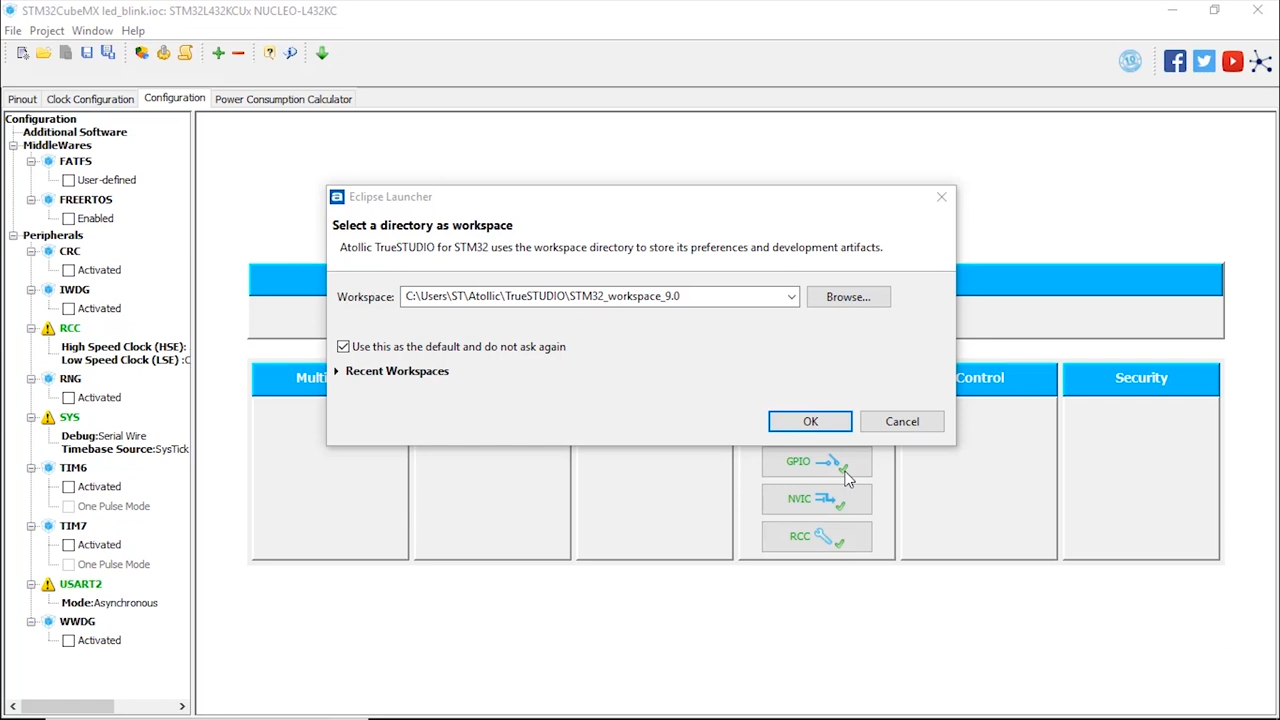 STM32CubeMX led_blink.ioc: STM32L432KCUx NUCLEO-L432KC
File Project Window Help
19
Pinout Clock Configuration Configuration Power Consumption Calculator
Configuration
Additional Software
MiddleWares
FATFS
User-defined
FREERTOS
Enabled
Peripherals
CRC
Activated
IWDG
Activated
RCC
High Speed Clock (HSE):
Low Speed Clock (LSE) :C
RNG
Activated
SYS
Debug:Serial Wire
Timebase Source:SysTick
TIM6
Activated
One Pulse Mode
TIM7
Activated
One Pulse Mode
USART2
Mode:Asynchronous
WWDG
Activated
a Eclipse Launcher
Select a directory as workspace
Atollic TrueSTUDIO for STM32 uses the workspace directory to store its preferences and development artifacts.
Workspace: C:\Users\ST\Atollic\TrueSTUDIO\STM32_workspace_9.0 Browse...
Use this as the default and do not ask again
Recent Workspaces
OK Cancel
Multi Control Security
GPIO
NVIC
RCC